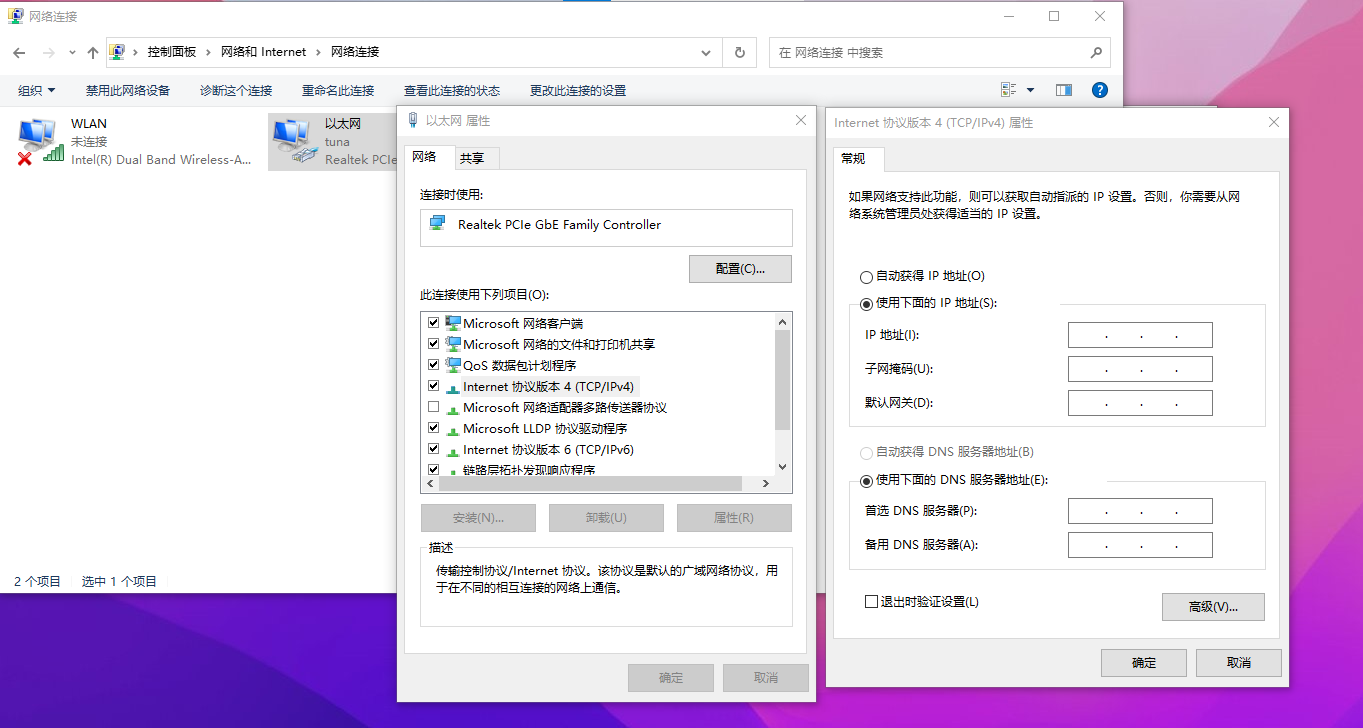 网络连接
控制面板 网络和 Internet 网络连接
在 网络连接 中搜索
组织 禁用此网络设备 诊断这个连接 重命名此连接 查看此连接的状态 更改此连接的设置
WLAN
未连接
Intel(R) Dual Band Wireless-A...
以太网
tuna
Realtek PCIe
2 个项目 选中 1 个项目
以太网 属性
网络 共享
连接时使用:
Realtek PCIe GbE Family Controller
配置(C)...
此连接使用下列项目(O):
Microsoft 网络客户端
Microsoft 网络的文件和打印机共享
QoS 数据包计划程序
Internet 协议版本 4 (TCP/IPv4)
Microsoft 网络适配器多路传送器协议
Microsoft LLDP 协议驱动程序
Internet 协议版本 6 (TCP/IPv6)
链路层拓扑发现响应程序
安装(N)... 卸载(U) 属性(R)
描述
传输控制协议/Internet 协议。该协议是默认的广域网络协议，用
于在不同的相互连接的网络上通信。
确定 取消
Internet 协议版本 4 (TCP/IPv4) 属性
常规
如果网络支持此功能，则可以获取自动指派的 IP 设置。否则，你需要从网
络系统管理员处获得适当的 IP 设置。
自动获得 IP 地址(O)
使用下面的 IP 地址(S):
IP 地址(I):
子网掩码(U):
默认网关(D):
自动获得 DNS 服务器地址(B)
使用下面的 DNS 服务器地址(E):
首选 DNS 服务器(P):
备用 DNS 服务器(A):
退出时验证设置(L)
高级(V)...
确定 取消